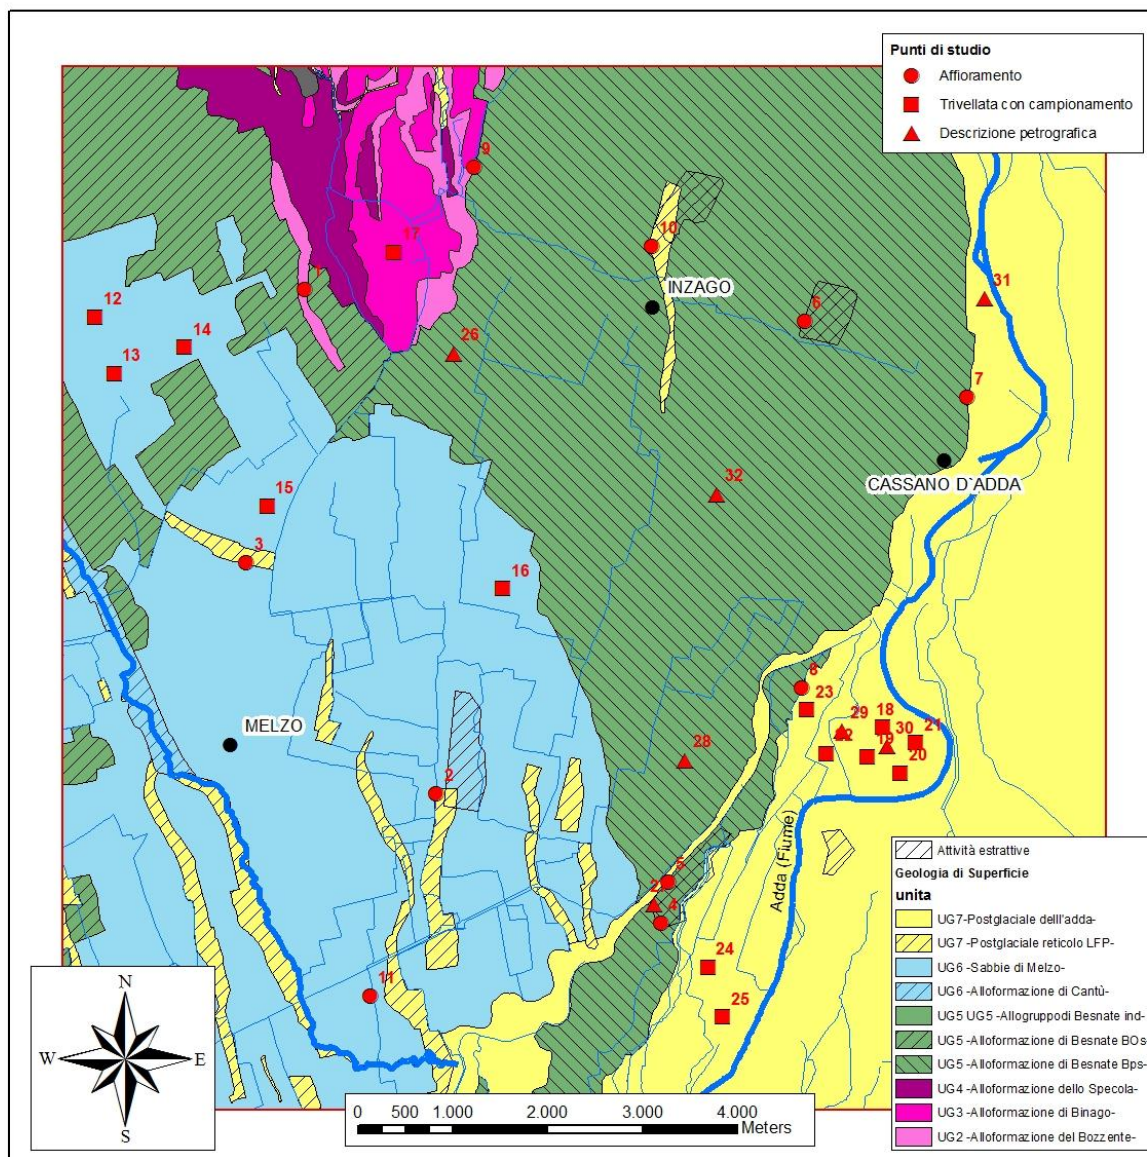 Punti di studio
Affioramento
Trivellata con campionamento
Descrizione petrografica
9
17
10
INZAGO
1
31
6
12
14
13
26
7
CASSANO D`ADDA
32
15
3
16
8
23
29
18
30
21
19
20
MELZO
28
2
Adda (Fiume)
5
4
24
11
25
N
W
E
S
0 500 1.000 2.000 3.000 4.000
Meters
Attività estrattive
Geologia di Superficie
unita
UG7-Postglaciale delll'adda-
UG7 -Postglaciale reticolo LFP-
UG6 -Sabbie di Melzo-
UG6 -Alloformazione di Cantù-
UG5 UG5 -Allogruppodi Besnate ind-
UG5 -Alloformazione di Besnate BOs-
UG5 -Alloformazione di Besnate Bps-
UG4 -Alloformazione dello Specola-
UG3 -Alloformazione di Binago-
UG2 -Alloformazione del Bozzente-